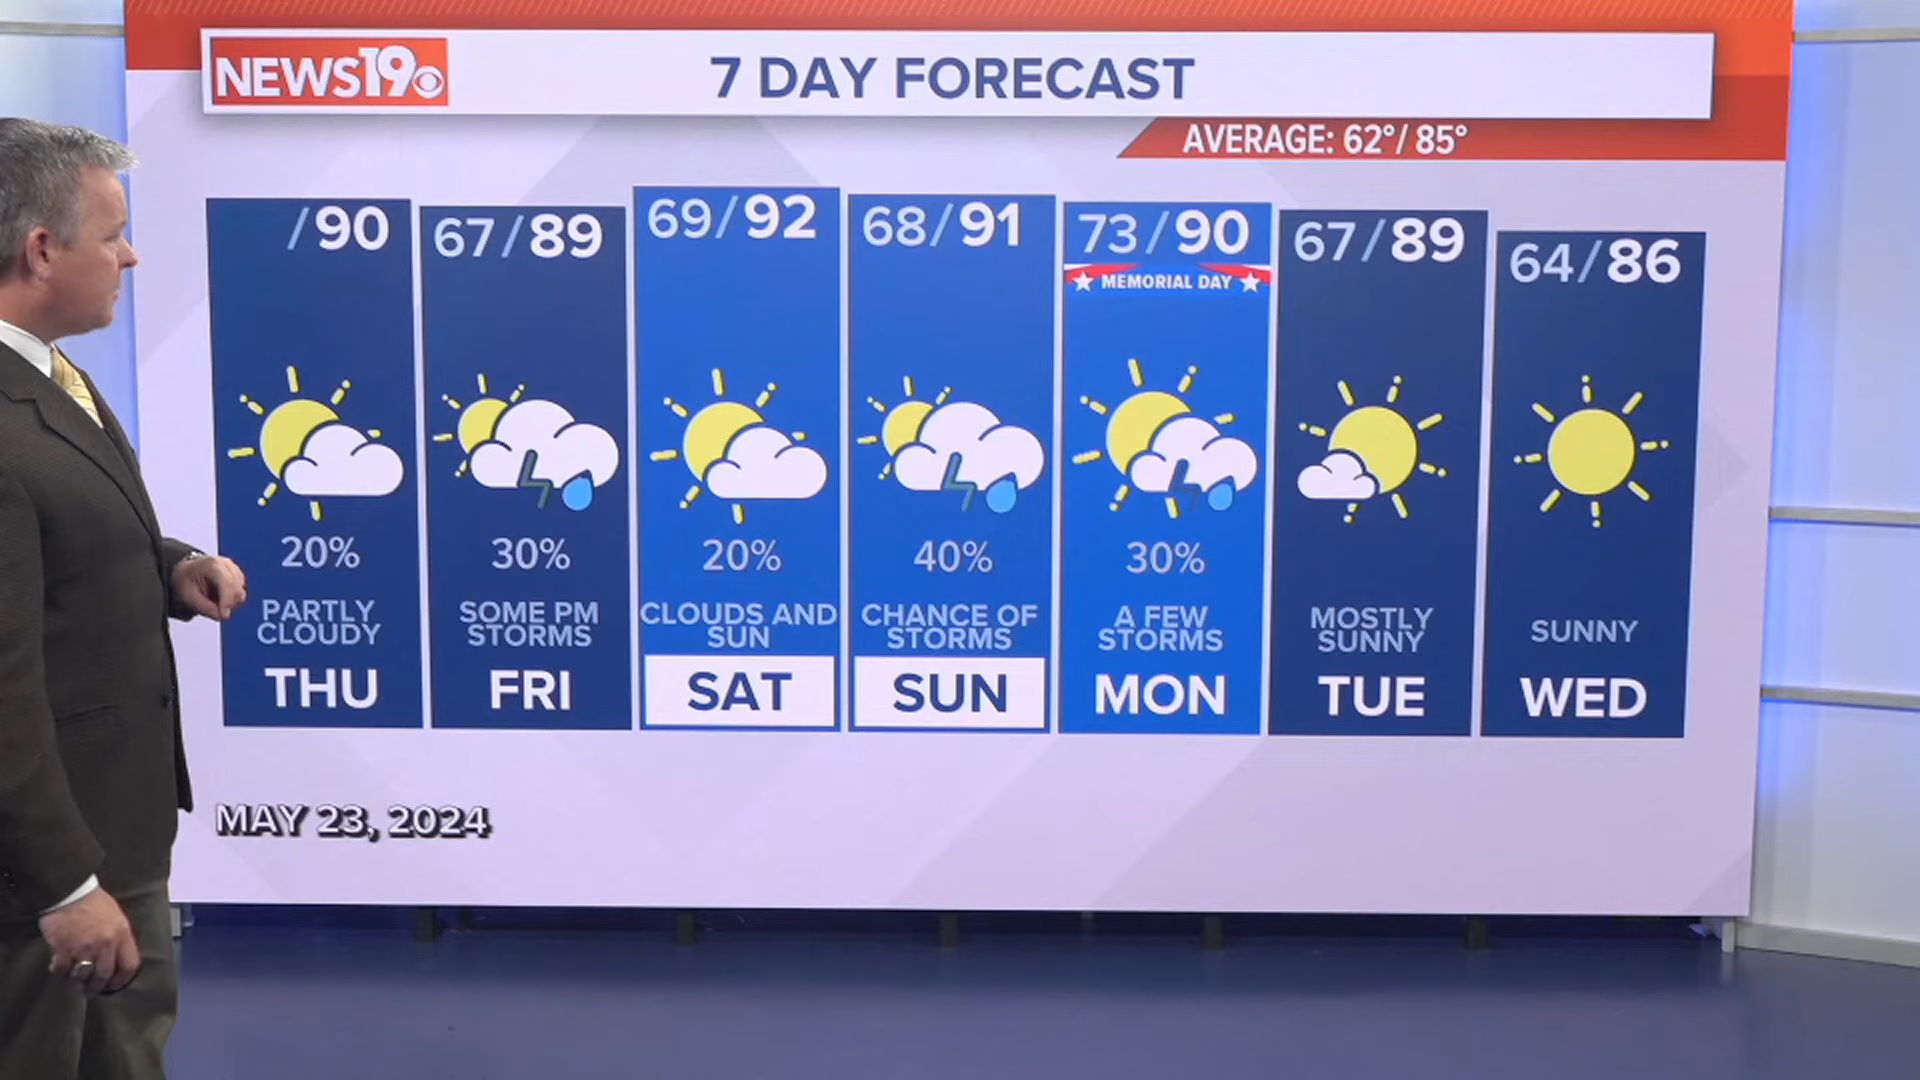 NEWS19
7 DAY FORECAST
AVERAGE: 62°/ 85°
/90
67/89
69/92
68/91
73/90
67/89
64/86
MEMORIAL DAY
20%
30%
20%
40%
30%
PARTLY
CLOUDY
SOME PM
STORMS
CLOUDS AND
SUN
CHANCE OF
STORMS
A FEW
STORMS
MOSTLY
SUNNY
SUNNY
THU
FRI
SAT
SUN
MON
TUE
WED
MAY 23, 2024